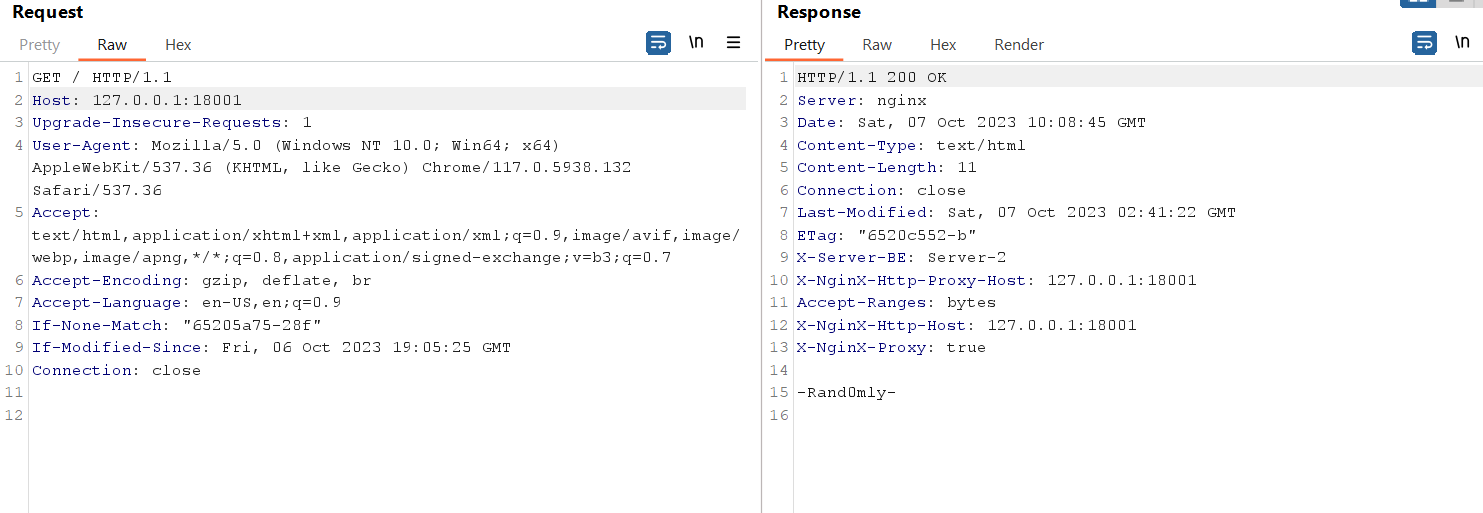 Request
Pretty Raw Hex \n
1 GET / HTTP/1.1
2 Host: 127.0.0.1:18001
3 Upgrade-Insecure-Requests: 1
4 User-Agent: Mozilla/5.0 (Windows NT 10.0; Win64; x64)
AppleWebKit/537.36 (KHTML, like Gecko) Chrome/117.0.5938.132
Safari/537.36
5 Accept:
text/html,application/xhtml+xml,application/xml;q=0.9,image/avif,image/
webp,image/apng,*/*;q=0.8,application/signed-exchange;v=b3;q=0.7
6 Accept-Encoding: gzip, deflate, br
7 Accept-Language: en-US,en;q=0.9
8 If-None-Match: "65205a75-28f"
9 If-Modified-Since: Fri, 06 Oct 2023 19:05:25 GMT
10 Connection: close
11
12
Response
Pretty Raw Hex Render \n
1 HTTP/1.1 200 OK
2 Server: nginx
3 Date: Sat, 07 Oct 2023 10:08:45 GMT
4 Content-Type: text/html
5 Content-Length: 11
6 Connection: close
7 Last-Modified: Sat, 07 Oct 2023 02:41:22 GMT
8 ETag: "6520c552-b"
9 X-Server-BE: Server-2
10 X-NginX-Http-Proxy-Host: 127.0.0.1:18001
11 Accept-Ranges: bytes
12 X-NginX-Http-Host: 127.0.0.1:18001
13 X-NginX-Proxy: true
14
15 -Rand0mly-
16